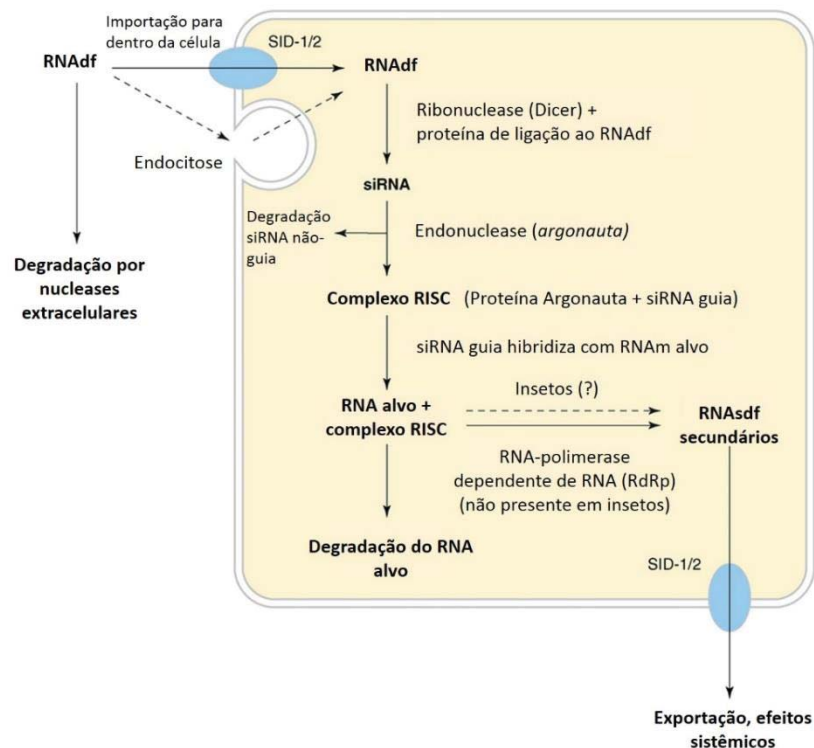 Importação para
dentro da célula
SID-1/2
RNAdf
RNAdf
Ribonuclease (Dicer) +
proteína de ligação ao RNAdf
Endocitose
siRNA
Degradação
siRNA não-
guia
Endonuclease (argonauta)
Degradação por
nucleases
extracelulares
Complexo RISC (Proteína Argonauta + siRNA guia)
siRNA guia hibridiza com RNAm alvo
Insetos (?)
RNA alvo +
complexo RISC
RNAsdf
secundários
RNA-polimerase
dependente de RNA (RdRp)
(não presente em insetos)
Degradação do RNA
alvo
SID-1/2
Exportação, efeitos
sistêmicos